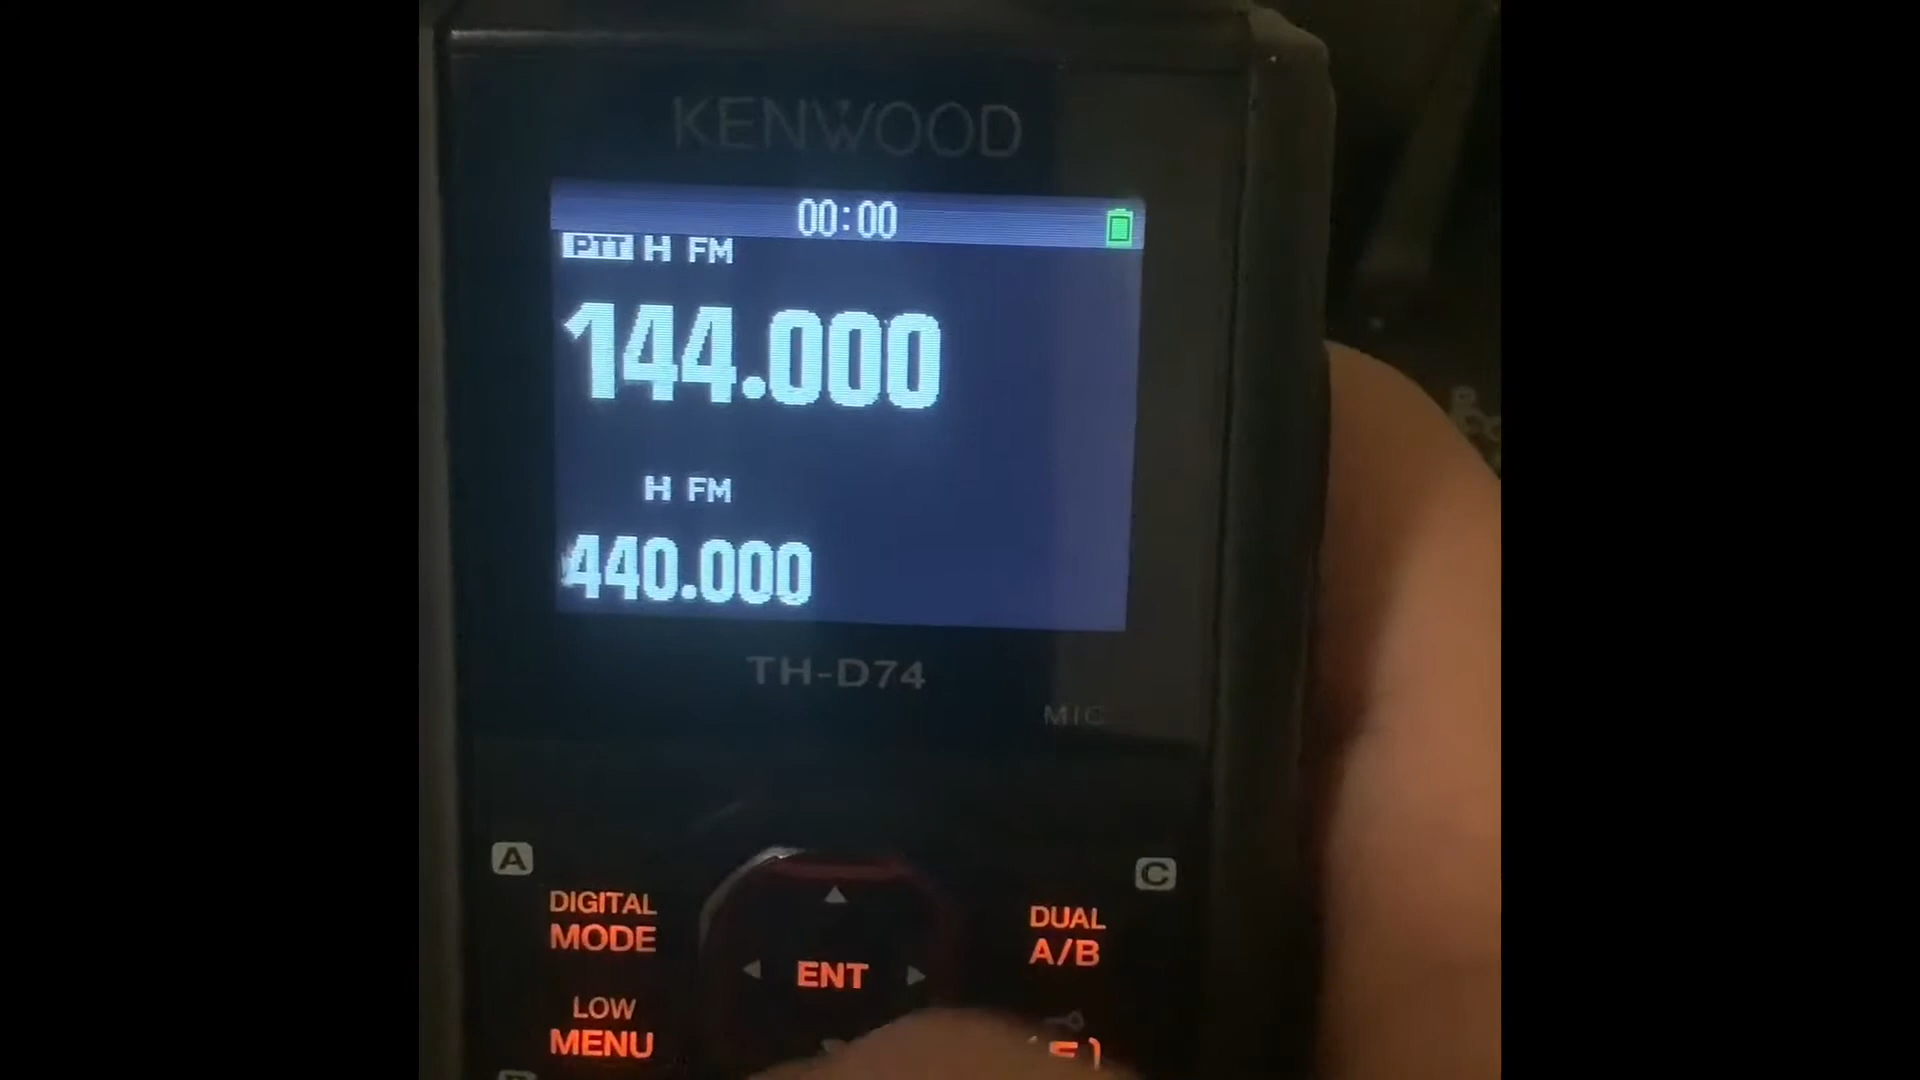 KENWOOD
00:00
PTT H FM
144.000
H FM
440.000
TH-D74
MIC
A
C
DIGITAL
MODE
DUAL
A/B
ENT
LOW
MENU